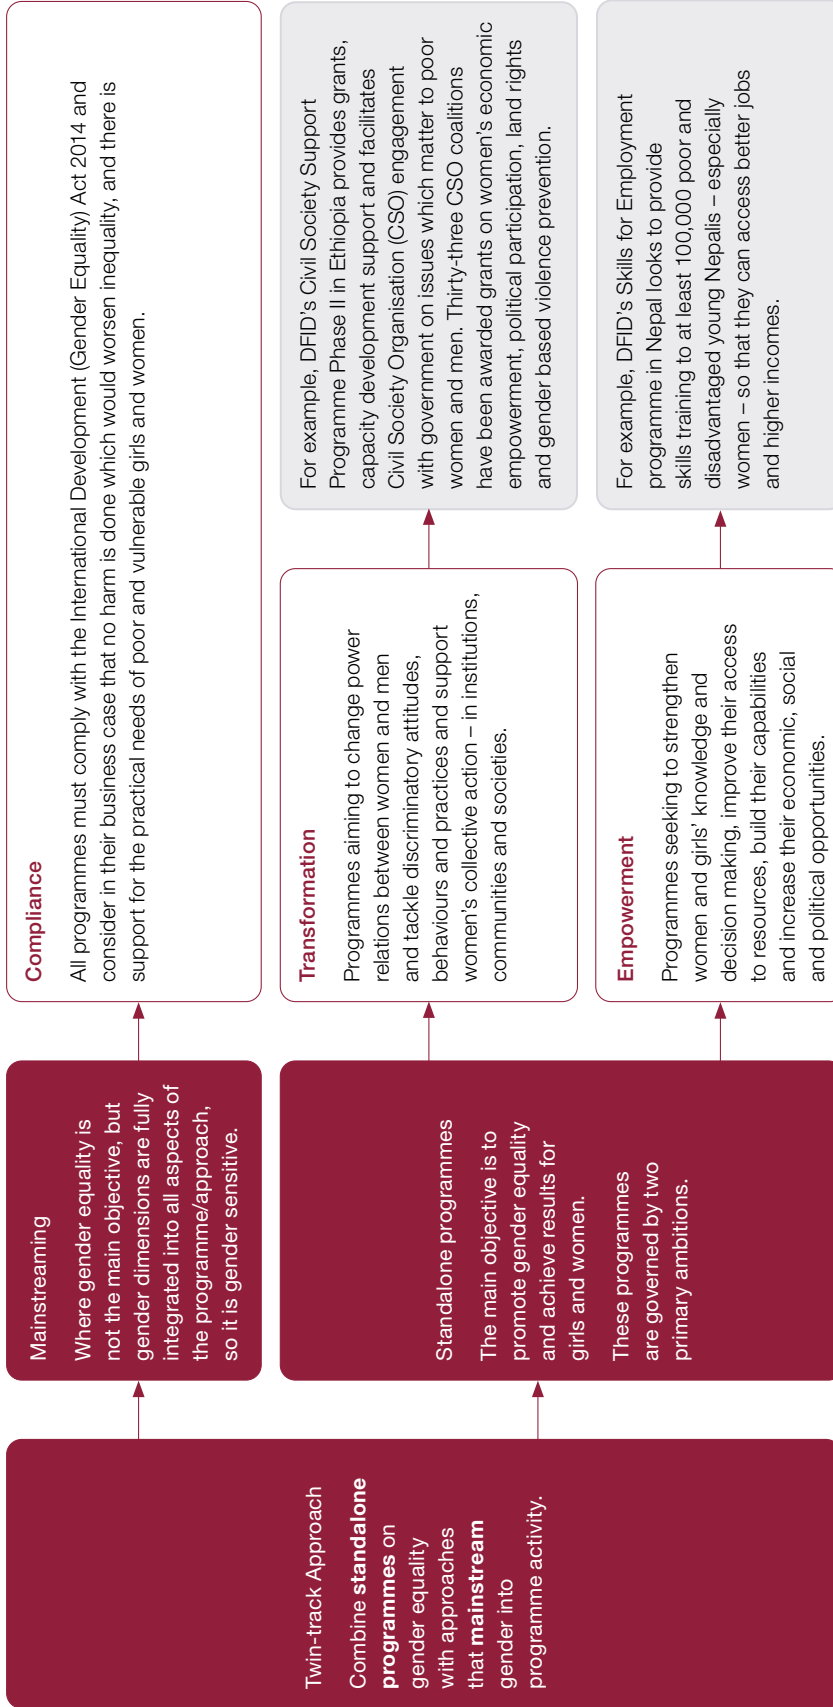 Twin-track Approach
Combine standalone
programmes on
gender equality
with approaches
that mainstream
gender into
programme activity.
Mainstreaming
Where gender equality is
not the main objective, but
gender dimensions are fully
integrated into all aspects of
the programme/approach,
so it is gender sensitive.
Compliance
All programmes must comply with the International Development (Gender Equality) Act 2014 and
consider in their business case that no harm is done which would worsen inequality, and there is
support for the practical needs of poor and vulnerable girls and women.
Standalone programmes
The main objective is to
promote gender equality
and achieve results for
girls and women.
These programmes
are governed by two
primary ambitions.
Transformation
Programmes aiming to change power
relations between women and men
and tackle discriminatory attitudes,
behaviours and practices and support
women’s collective action – in institutions,
communities and societies.
For example, DFID’s Civil Society Support
Programme Phase II in Ethiopia provides grants,
capacity development support and facilitates
Civil Society Organisation (CSO) engagement
with government on issues which matter to poor
women and men. Thirty-three CSO coalitions
have been awarded grants on women’s economic
empowerment, political participation, land rights
and gender based violence prevention.
Empowerment
Programmes seeking to strengthen
women and girls’ knowledge and
decision making, improve their access
to resources, build their capabilities
and increase their economic, social
and political opportunities.
For example, DFID’s Skills for Employment
programme in Nepal looks to provide
skills training to at least 100,000 poor and
disadvantaged young Nepalis – especially
women – so that they can access better jobs
and higher incomes.